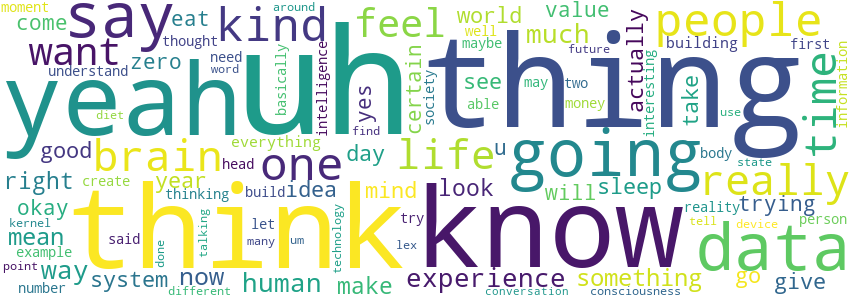 moment
come
eat
say
kind
around
feel
world
well
value
people
want
thought
zero
need
much
maybe
future
building
first
understand
word
basically
intelligence
yes
certain
society
see
may
two
actually
interesting
take
time
information
yeah
uh
thing
diet
find
able
money
use
good
brain
everything
day
one
life
u
going
body
state
really
right
create
year
head
thinking
build
idea
mind
look
will
sleep
reality
trying
person
okay
kernel
mean
said
talking
let
many
um
technology
try
lex
think
know
tell
device
data
example
way
done
point
system
now
human
make
experience
something
go
give
number
different
conversation
consciousness